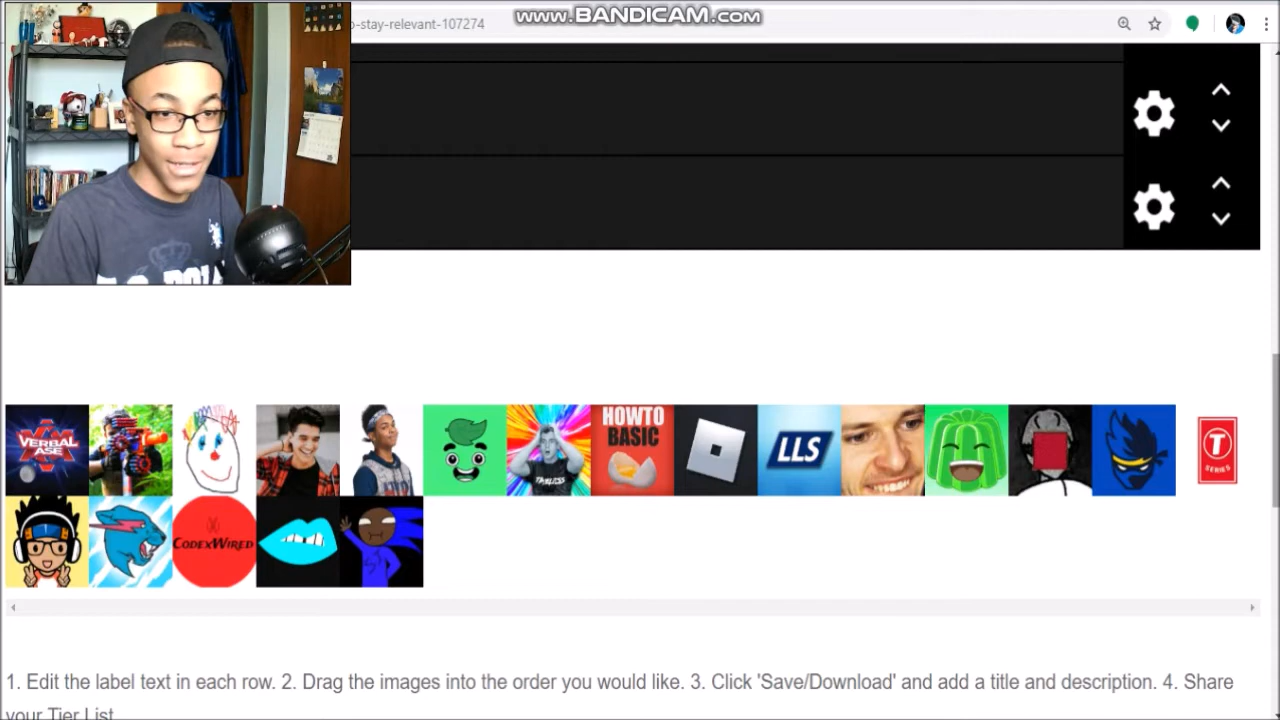 o-stay-relevant-107274
WWW.BANDICAM.COM
VERBAL
ASE
HOWTO
BASIC
LLS
T
SERIES
CODEXWIRED
1. Edit the label text in each row. 2. Drag the images into the order you would like. 3. Click 'Save/Download' and add a title and description. 4. Share
your Tier List